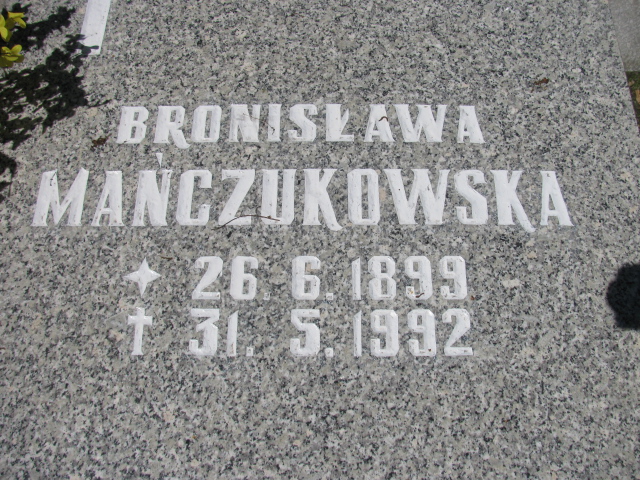 BRONISŁAWA
MAŃCZUKOWSKA
✦ 26. 6. 1899
† 31. 5. 1992